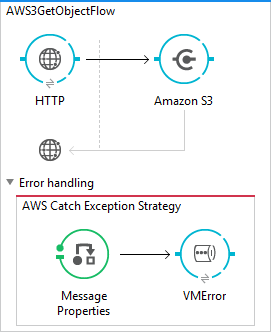 AWS3GetObjectFlow
HTTP
Amazon S3
Error handling
AWS Catch Exception Strategy
Message
Properties
VMError